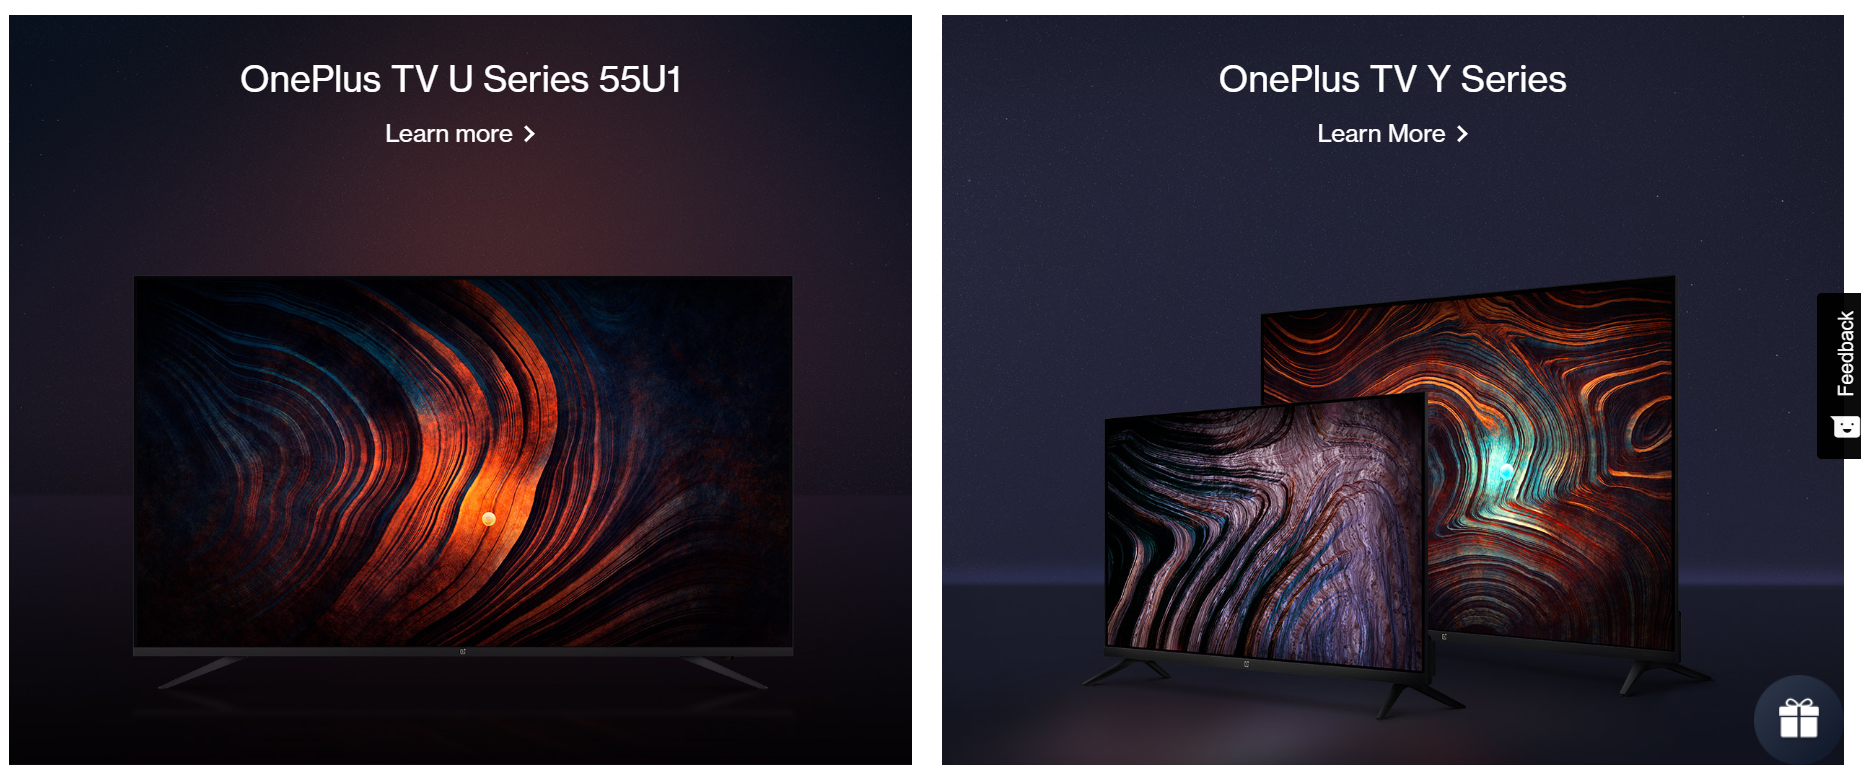 OnePlus TV U Series 55U1
Learn more
OnePlus TV Y Series
Learn More
Feedback